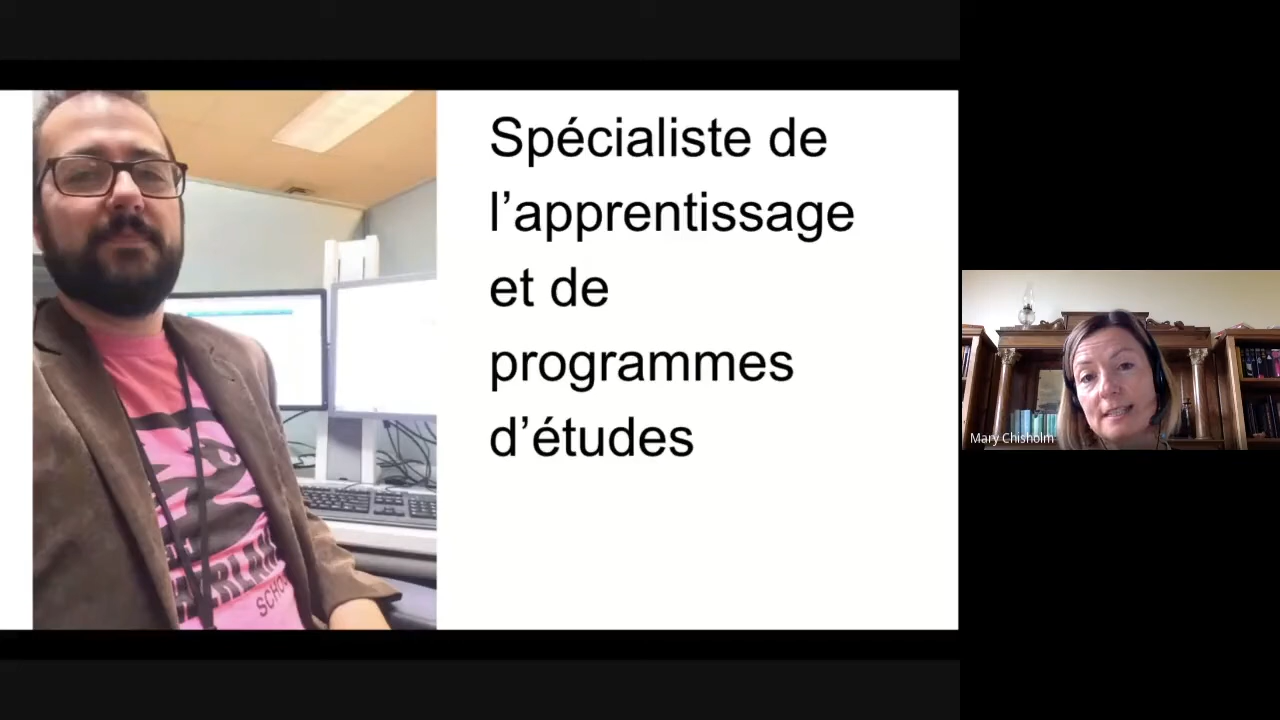 Spécialiste de
l’apprentissage
et de
programmes
d’études
Mary Chisholm